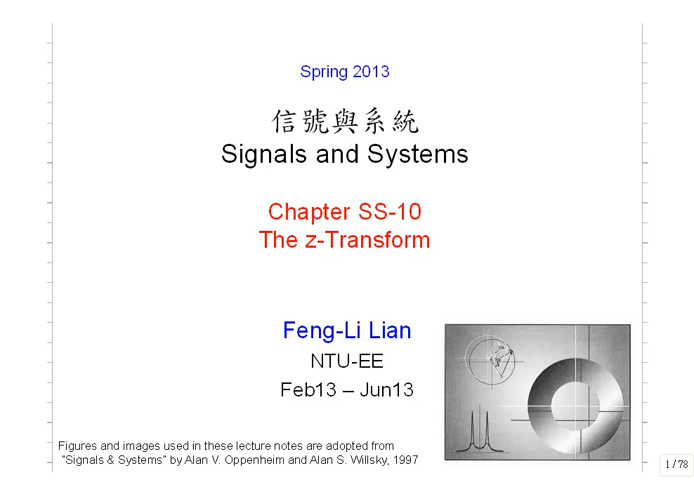 Spring 2013
信號與系統
Signals and Systems
Chapter SS-10
The z-Transform
Feng-Li Lian
NTU-EE
Feb13 – Jun13
Figures and images used in these lecture notes are adopted from
"Signals & Systems" by Alan V. Oppenheim and Alan S. Willsky, 1997
1 / 78